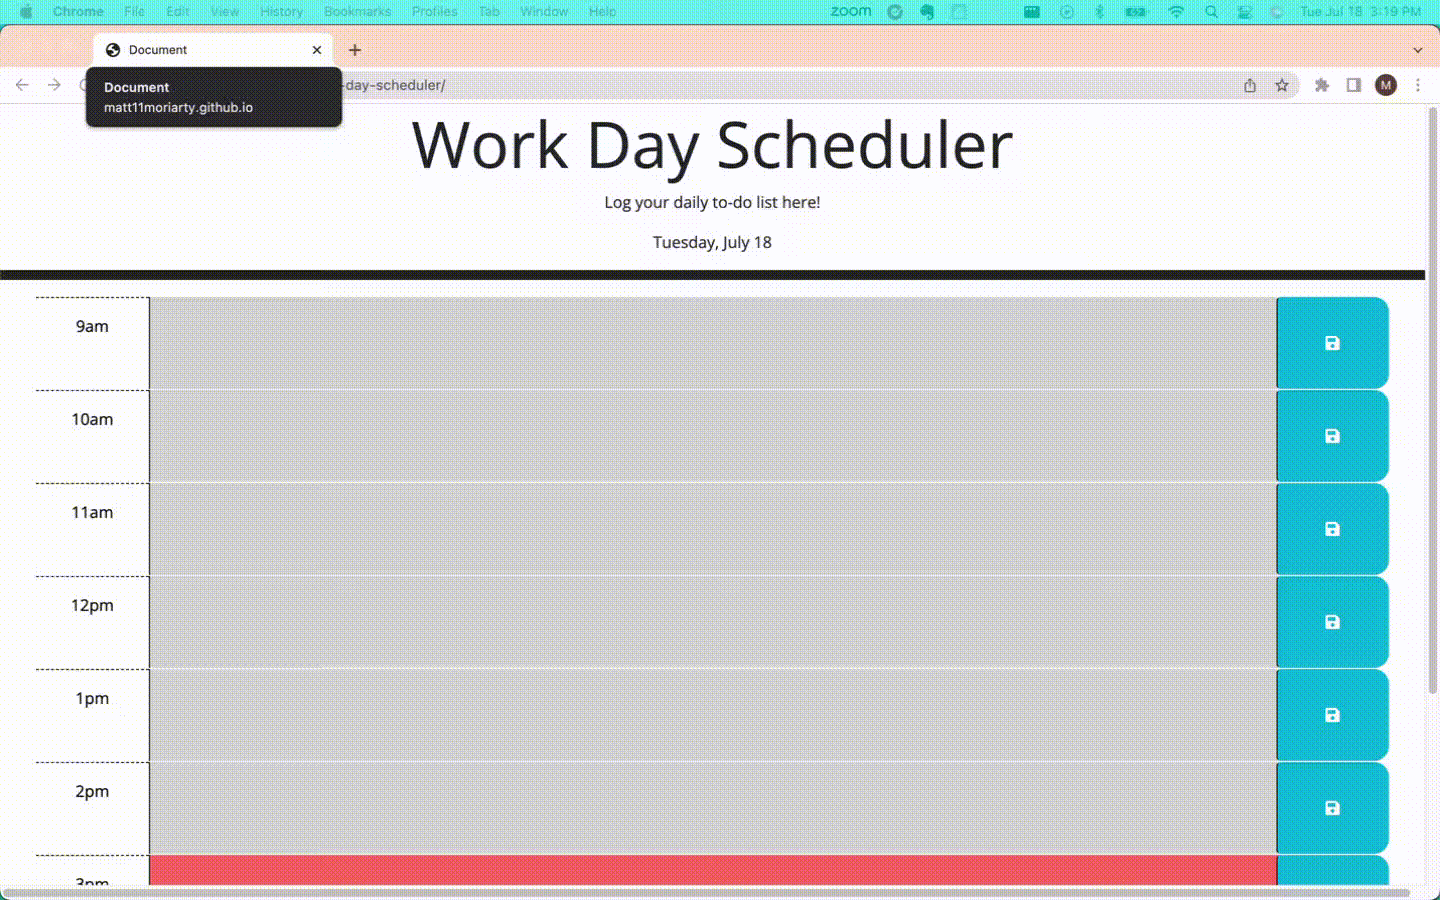 Chrome File Edit View History Bookmarks Profiles Tab Window Help zoom Tue Jul 18 3:19 PM
Document
-day-scheduler/ M
Document
matt11moriarty.github.io
Work Day Scheduler
Log your daily to-do list here!
Tuesday, July 18
9am
10am
11am
12pm
1pm
2pm
3pm